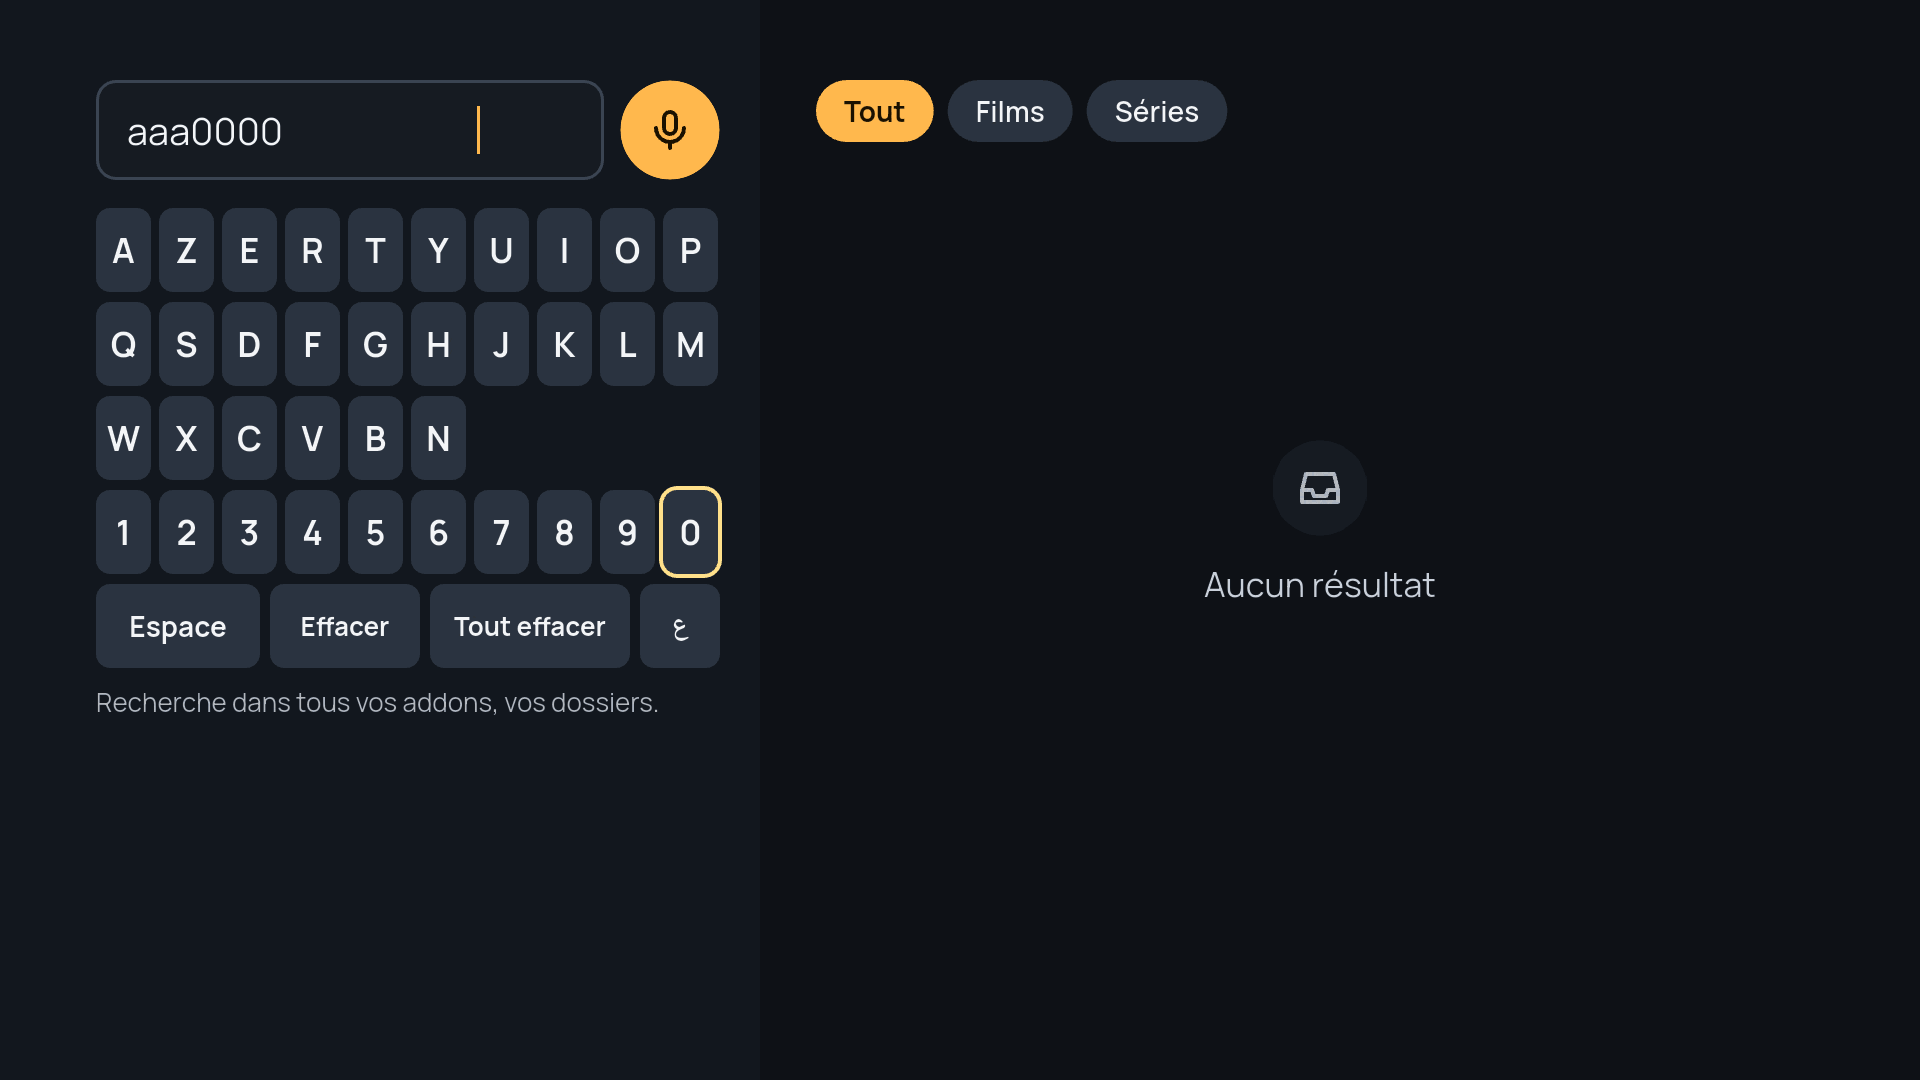 aaa0000
A Z E R T Y U I O P
Q S D F G H J K L M
W X C V B N
1 2 3 4 5 6 7 8 9 0
Espace Effacer Tout effacer ع
Recherche dans tous vos addons, vos dossiers.
Tout Films Séries
Aucun résultat